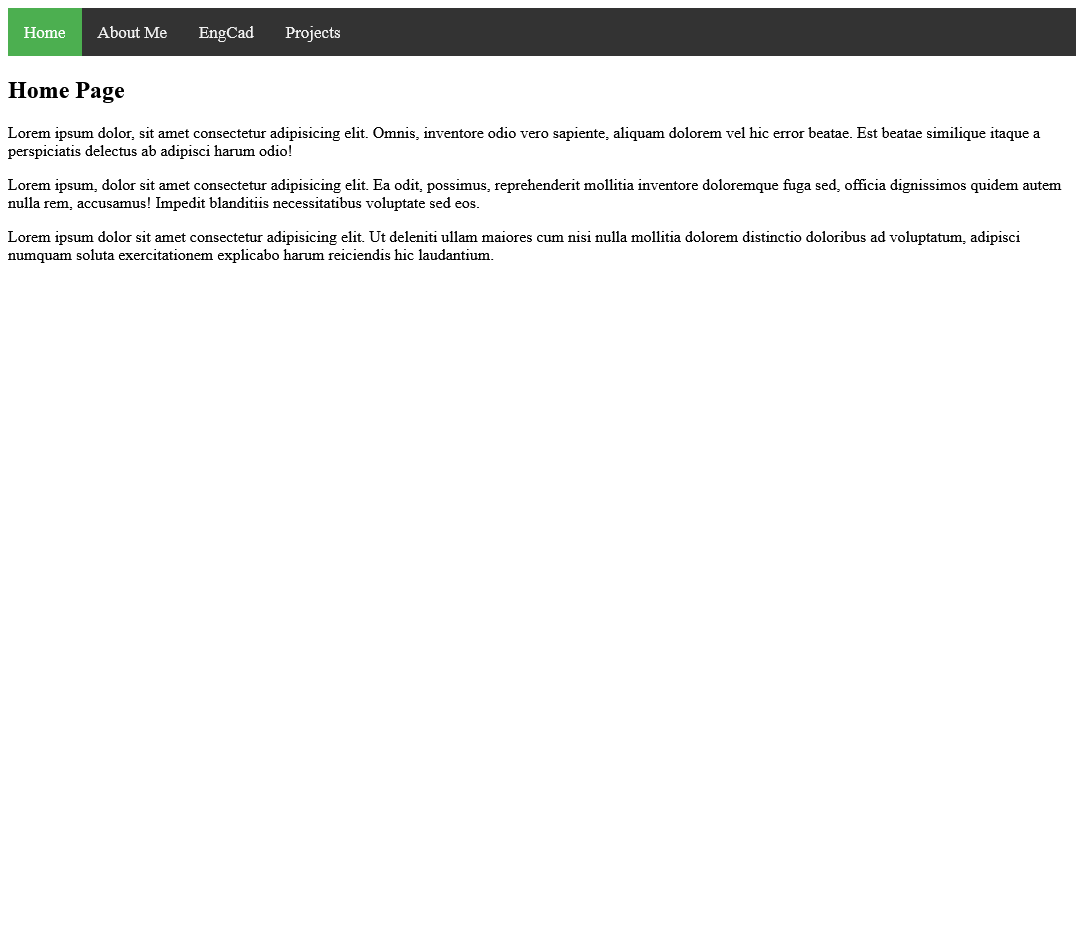 Home About Me EngCad Projects
Home Page
Lorem ipsum dolor, sit amet consectetur adipisicing elit. Omnis, inventore odio vero sapiente, aliquam dolorem vel hic error beatae. Est beatae similique itaque a
perspiciatis delectus ab adipisci harum odio!
Lorem ipsum, dolor sit amet consectetur adipisicing elit. Ea odit, possimus, reprehenderit mollitia inventore doloremque fuga sed, officia dignissimos quidem autem
nulla rem, accusamus! Impedit blanditiis necessitatibus voluptate sed eos.
Lorem ipsum dolor sit amet consectetur adipisicing elit. Ut deleniti ullam maiores cum nisi nulla mollitia dolorem distinctio doloribus ad voluptatum, adipisci
numquam soluta exercitationem explicabo harum reiciendis hic laudantium.